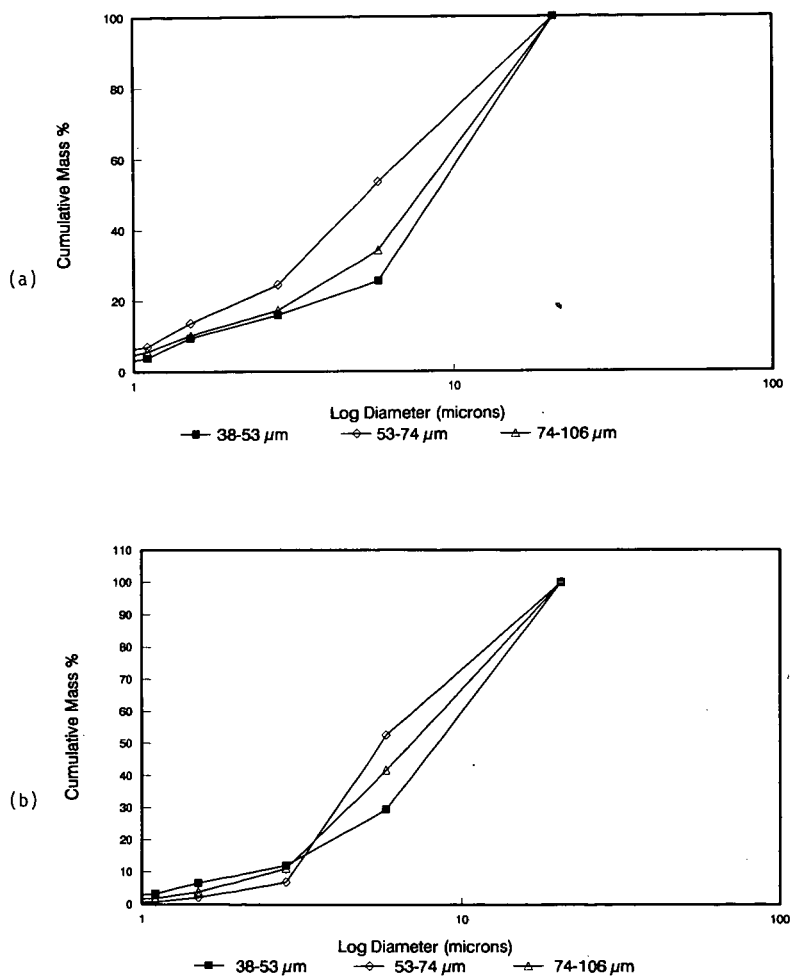 100
80
60
40
20
0
Cumulative Mass %
(a)
1
10
100
Log Diameter (microns)
38-53 µm
53-74 µm
74-106 µm
110
100
90
80
70
60
50
40
30
20
10
0
Cumulative Mass %
(b)
1
10
100
Log Diameter (microns)
38-53 µm
53-74 µm
74-106 µm